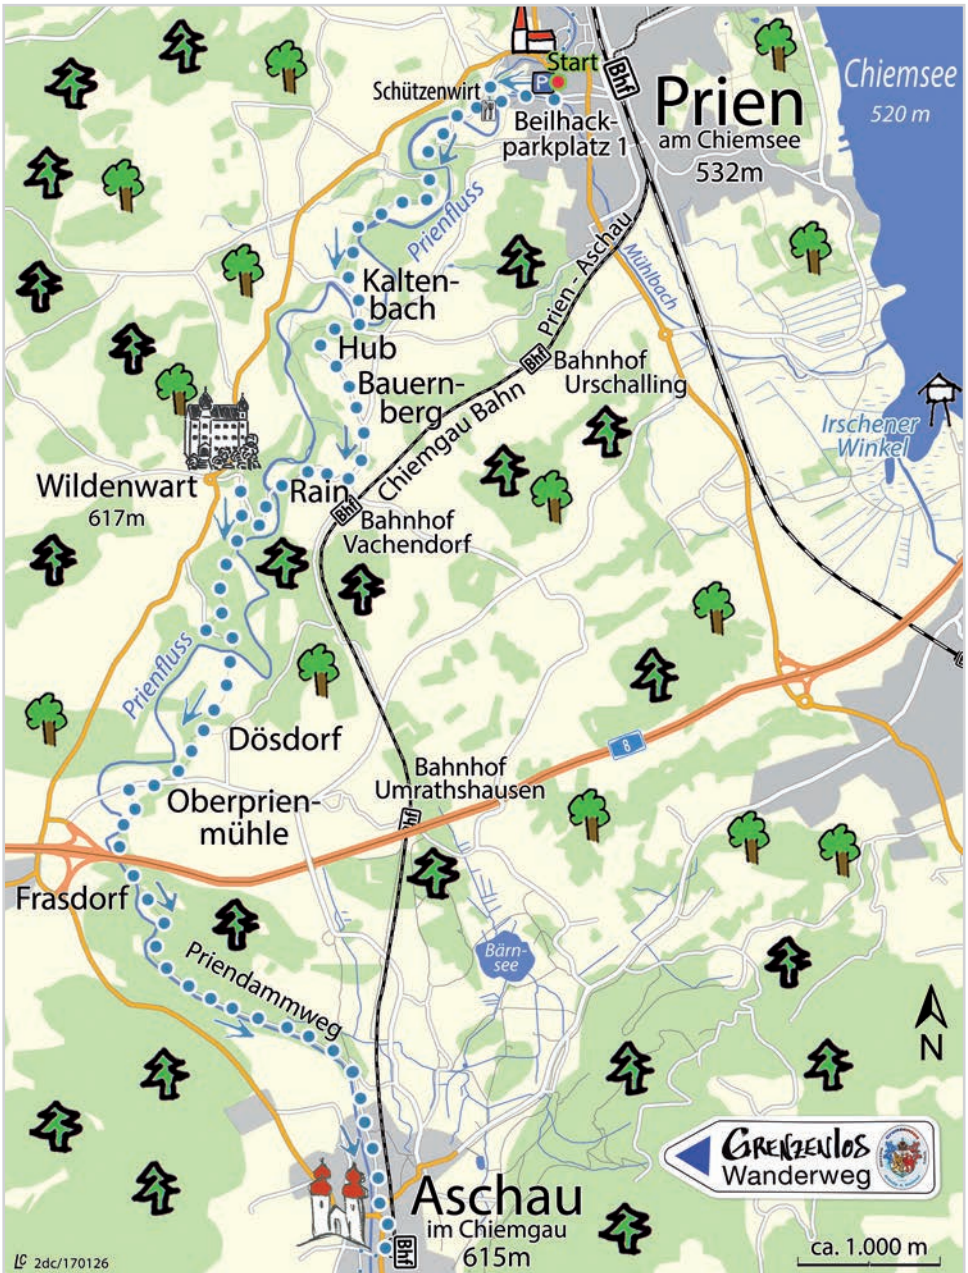 Chiemsee
520 m
Start
P
Bhf
Prien
am Chiemsee
532m
Schützenwirt
Beilhack-
parkplatz 1
Prienfluss
Prien - Aschau
Mühlbach
Kalten-
bach
Hub
Bauern-
berg
Bhf
Bahnhof
Urschalling
Chiemgau Bahn
Irschener
Winkel
Wildenwart
617m
Rain
Bhf
Bahnhof
Vachendorf
Prienfluss
Dösdorf
8
Bahnhof
Umrathshausen
Bhf
Oberprien-
mühle
Frasdorf
Bärn-
see
Priendammweg
N
GRENZENLOS
Wanderweg
Aschau
im Chiemgau
615m
Bhf
ca. 1.000 m
LC 2dc/170126